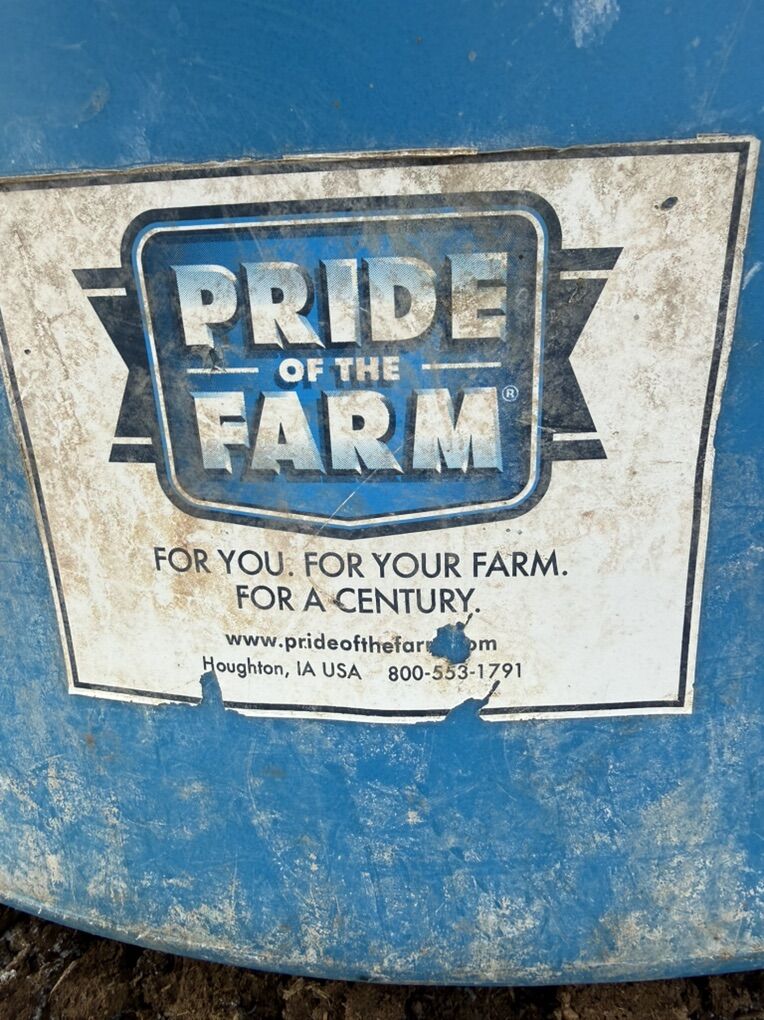 PRIDE
OF THE
FARM®
FOR YOU. FOR YOUR FARM.
FOR A CENTURY.
Houghton, IA USA 800-553-1791